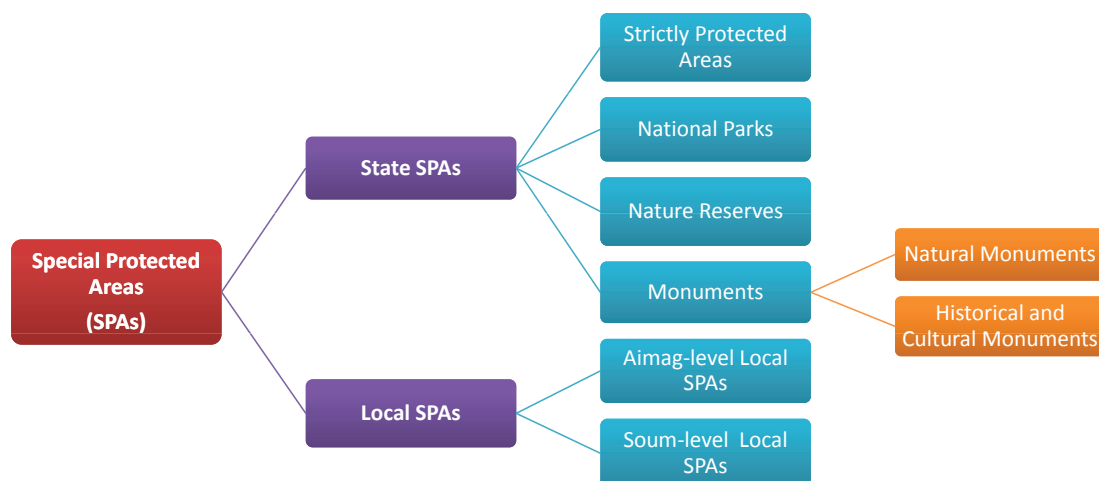 Special Protected
Areas
(SPAs)
State SPAs
Local SPAs
Strictly Protected
Areas
National Parks
Nature Reserves
Monuments
Aimag-level Local
SPAs
Soum-level Local
SPAs
Natural Monuments
Historical and
Cultural Monuments